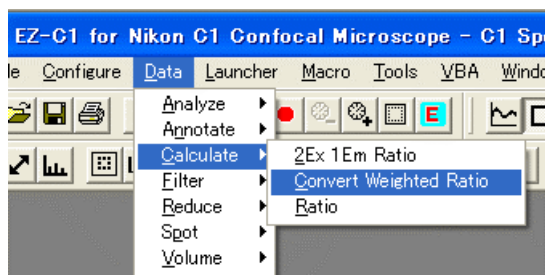 EZ-C1 for Nikon C1 Confocal Microscope - C1 Sp
le Configure Data Launcher Macro Tools VBA Windo
E
Analyze
Annotate
Calculate
2Ex 1Em Ratio
Filter
Convert Weighted Ratio
Reduce
Ratio
Spot
Volume